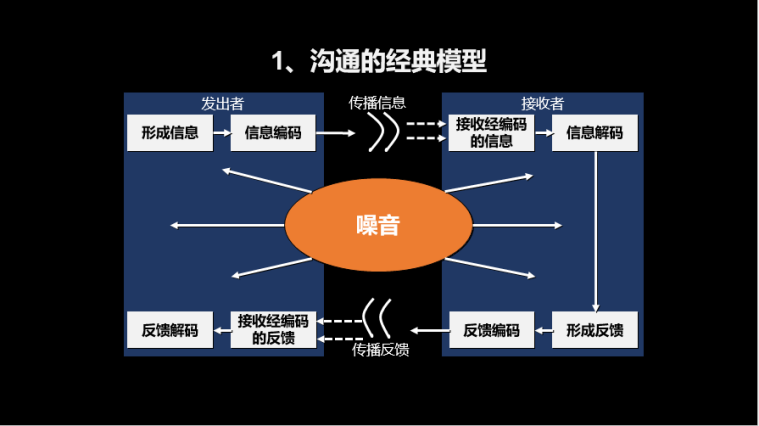 1、沟通的经典模型
发出者
传播信息
接收者
形成信息
信息编码
接收经编码
的信息
信息解码
噪音
反馈解码
接收经编码
的反馈
传播反馈
反馈编码
形成反馈